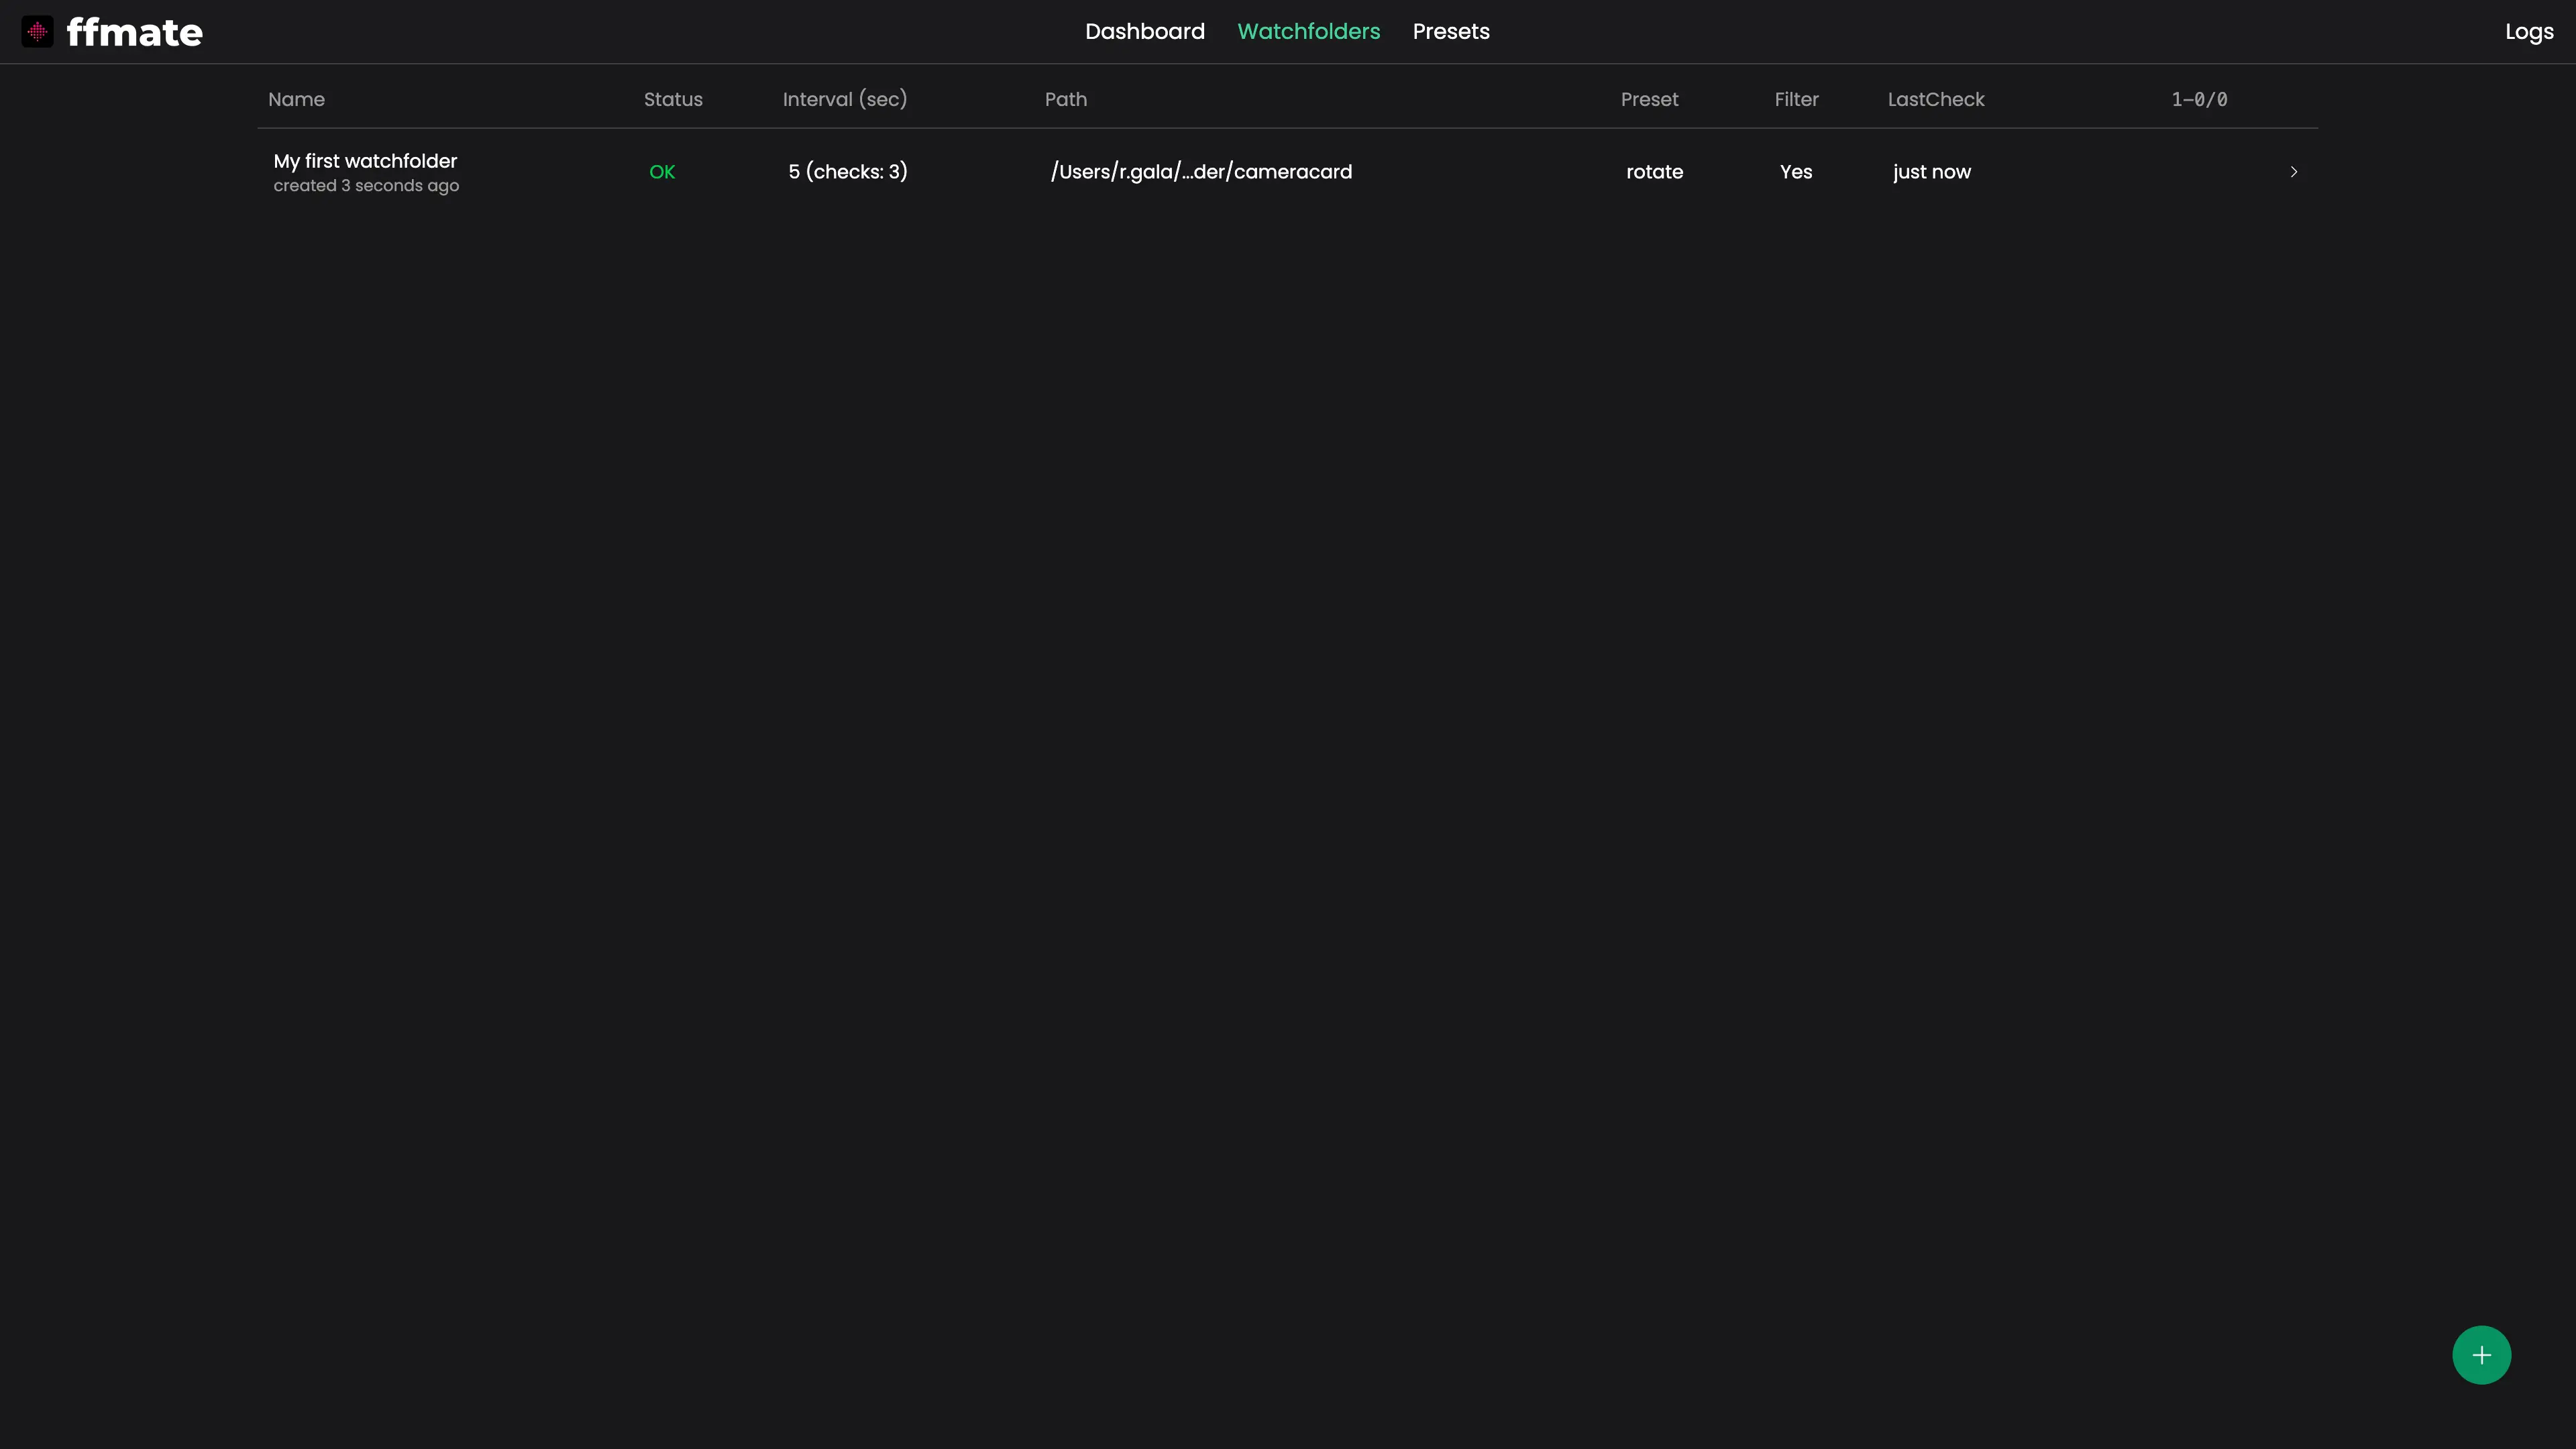 ffmate Dashboard Watchfolders Presets Logs
Name Status Interval (sec) Path Preset Filter LastCheck 1–0/0
My first watchfolder
created 3 seconds ago
OK 5 (checks: 3) /Users/r.gala/...der/cameracard rotate Yes just now